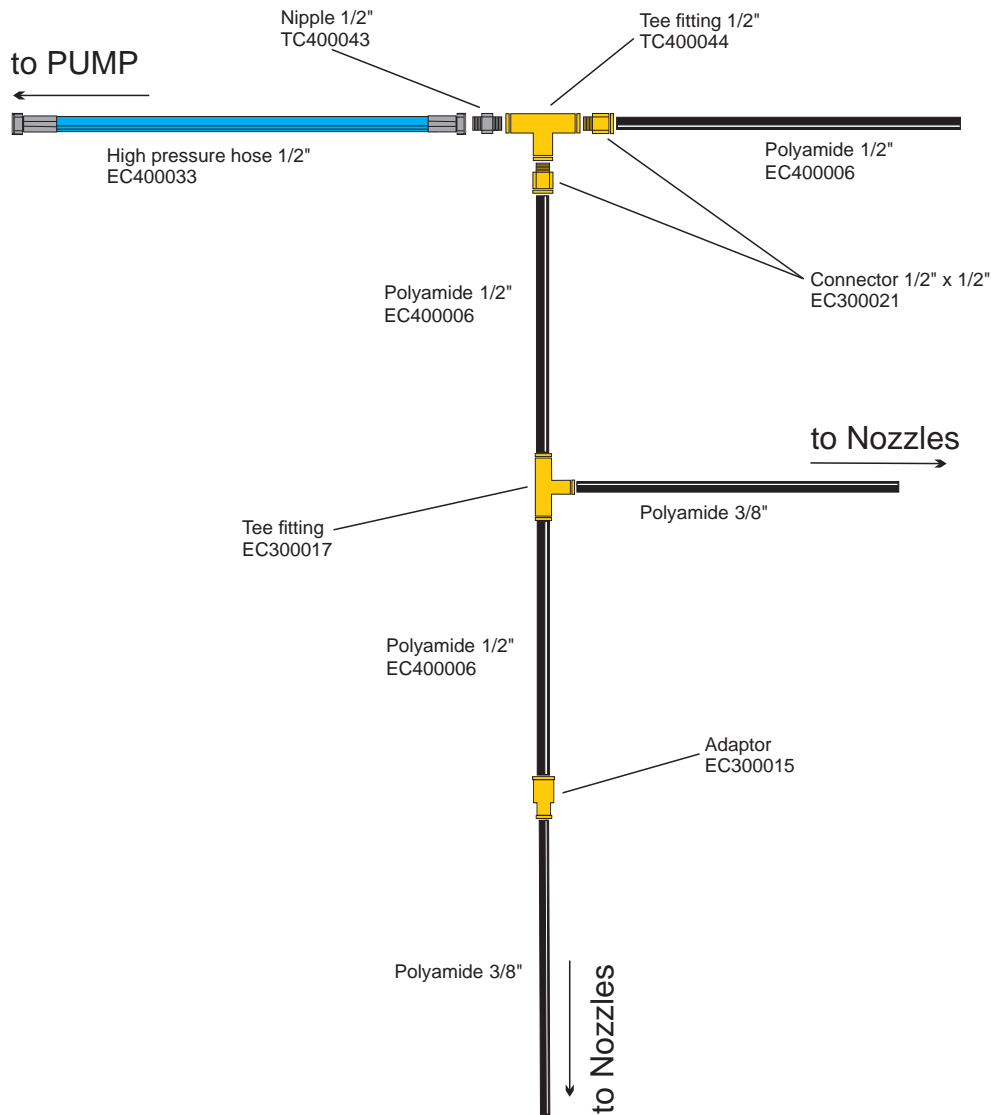 Nipple 1/2"
TC400043
Tee fitting 1/2"
TC400044
to PUMP
High pressure hose 1/2"
EC400033
Polyamide 1/2"
EC400006
Connector 1/2" x 1/2"
EC300021
Polyamide 1/2"
EC400006
to Nozzles
Polyamide 3/8"
Tee fitting
EC300017
Polyamide 1/2"
EC400006
Adaptor
EC300015
Polyamide 3/8"
to Nozzles